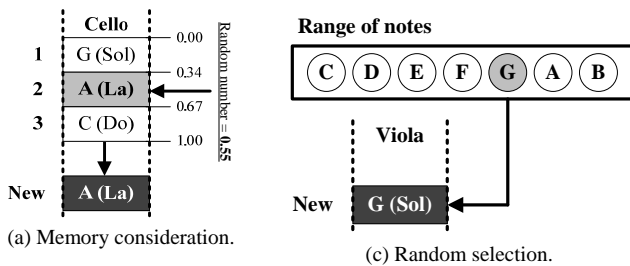 Cello
0.00
1 G (Sol)
0.34
2 A (La)
0.67
3 C (Do)
1.00
Random number = 0.55
New A (La)
(a) Memory consideration.
Range of notes
C D E F G A B
Viola
New G (Sol)
(c) Random selection.